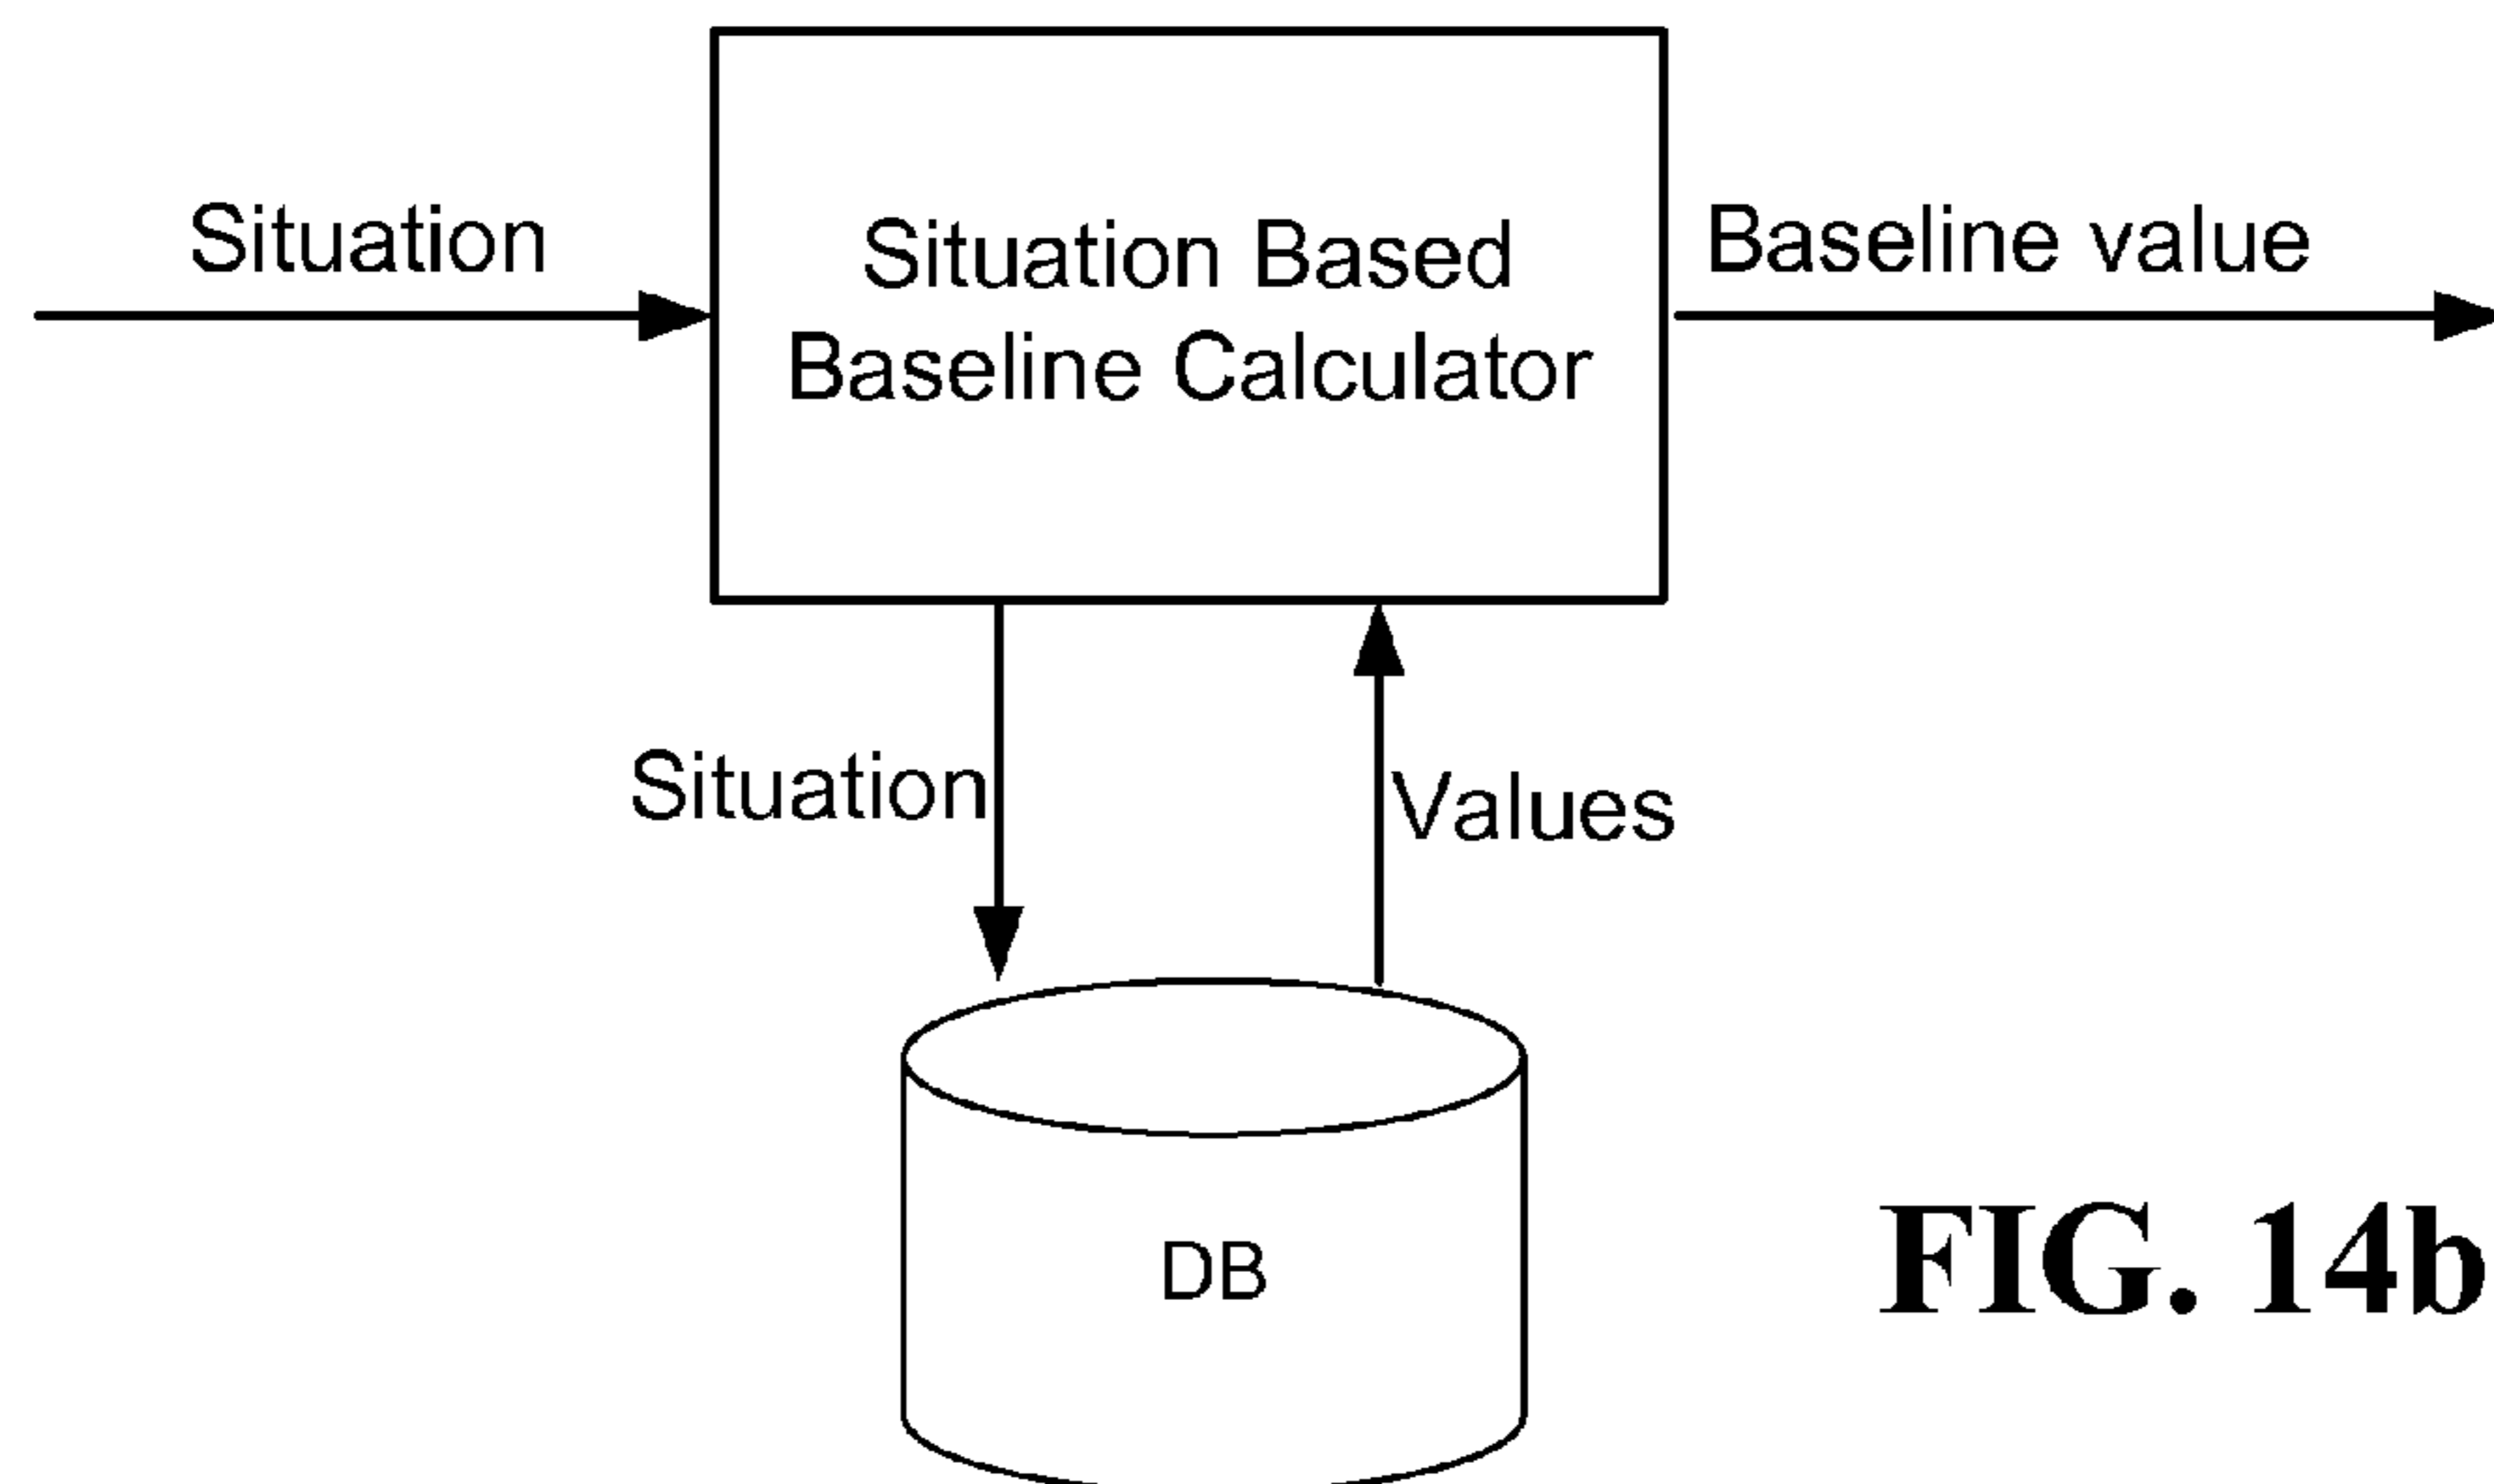 Situation
Situation Based
Baseline Calculator
Baseline value
Situation
Values
DB
FIG. 14b